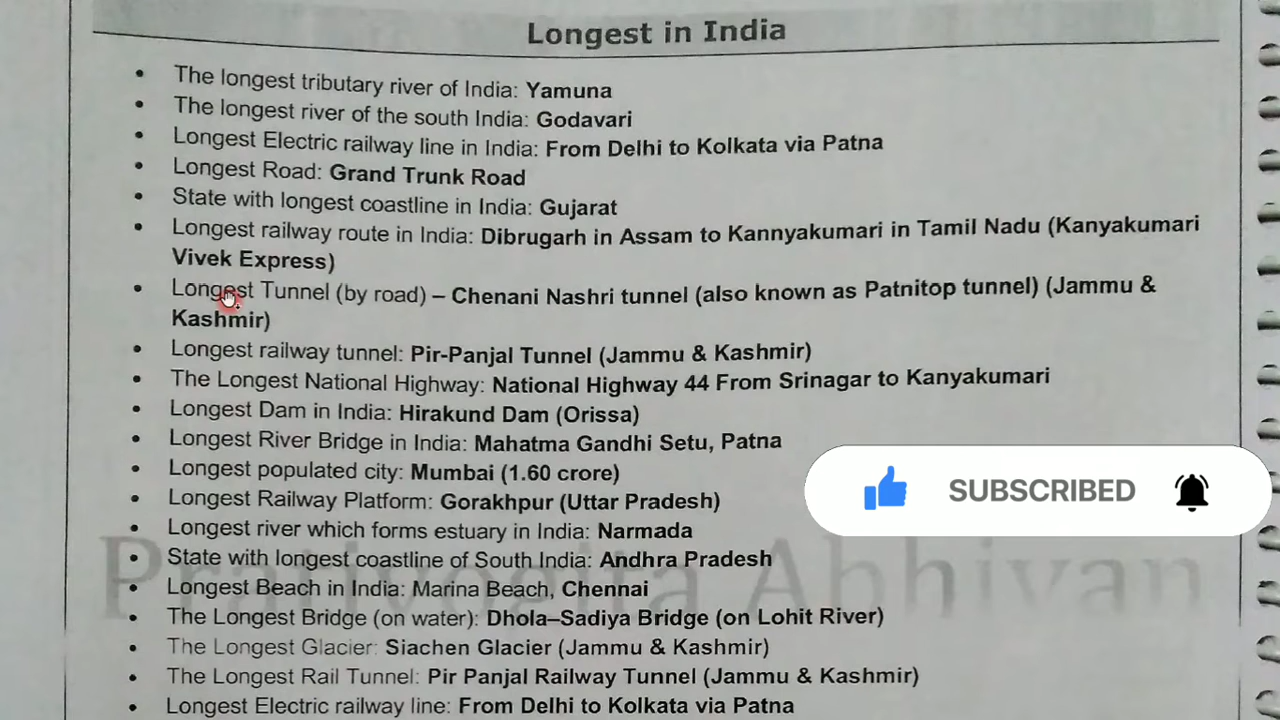 Longest in India
• The longest tributary river of India: Yamuna
• The longest river of the south India: Godavari
• Longest Electric railway line in India: From Delhi to Kolkata via Patna
• Longest Road: Grand Trunk Road
• State with longest coastline in India: Gujarat
• Longest railway route in India: Dibrugarh in Assam to Kannyakumari in Tamil Nadu (Kanyakumari
Vivek Express)
• Longest Tunnel (by road) – Chenani Nashri tunnel (also known as Patnitop tunnel) (Jammu &
Kashmir)
• Longest railway tunnel: Pir-Panjal Tunnel (Jammu & Kashmir)
• The Longest National Highway: National Highway 44 From Srinagar to Kanyakumari
• Longest Dam in India: Hirakund Dam (Orissa)
• Longest River Bridge in India: Mahatma Gandhi Setu, Patna
• Longest populated city: Mumbai (1.60 crore)
SUBSCRIBED
• Longest Railway Platform: Gorakhpur (Uttar Pradesh)
• Longest river which forms estuary in India: Narmada
• State with longest coastline of South India: Andhra Pradesh
Pratiyogita Abhiyan
• Longest Beach in India: Marina Beach, Chennai
• The Longest Bridge (on water): Dhola–Sadiya Bridge (on Lohit River)
• The Longest Glacier: Siachen Glacier (Jammu & Kashmir)
• The Longest Rail Tunnel: Pir Panjal Railway Tunnel (Jammu & Kashmir)
• Longest Electric railway line: From Delhi to Kolkata via Patna